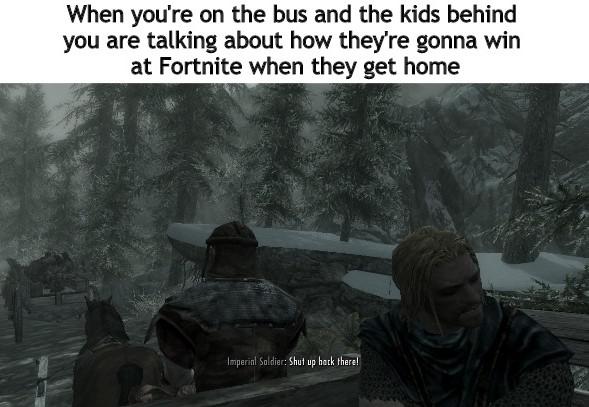 When you're on the bus and the kids behind
you are talking about how they're gonna win
at Fortnite when they get home
Imperial Soldier: Shut up back there!